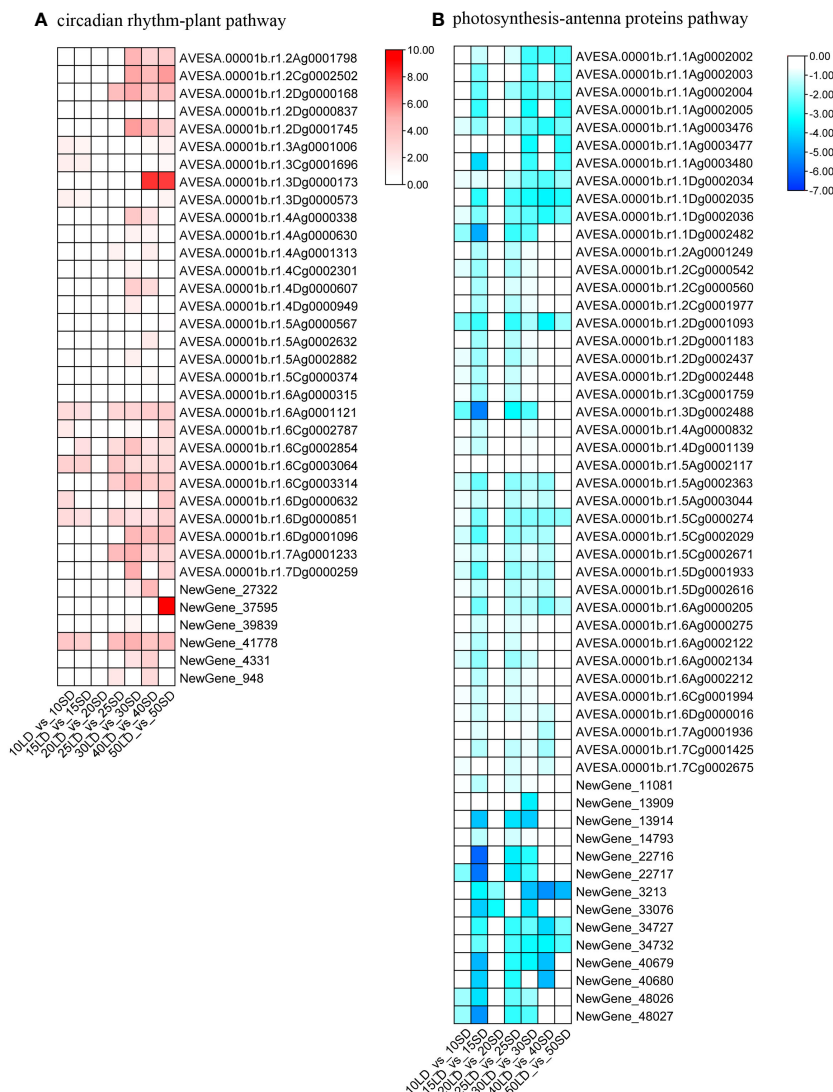 A circadian rhythm-plant pathway
AVESA.00001b.r1.2Ag0001798
AVESA.00001b.r1.2Cg0002502
AVESA.00001b.r1.2Dg0000168
AVESA.00001b.r1.2Dg0000837
AVESA.00001b.r1.2Dg0001745
AVESA.00001b.r1.3Ag0001006
AVESA.00001b.r1.3Cg0001696
AVESA.00001b.r1.3Dg0000173
AVESA.00001b.r1.3Dg0000573
AVESA.00001b.r1.4Ag0000338
AVESA.00001b.r1.4Ag0000630
AVESA.00001b.r1.4Ag0001313
AVESA.00001b.r1.4Cg0002301
AVESA.00001b.r1.4Dg0000607
AVESA.00001b.r1.4Dg0000949
AVESA.00001b.r1.5Ag0000567
AVESA.00001b.r1.5Ag0002632
AVESA.00001b.r1.5Ag0002882
AVESA.00001b.r1.5Cg0000374
AVESA.00001b.r1.6Ag0000315
AVESA.00001b.r1.6Ag0001121
AVESA.00001b.r1.6Cg0002787
AVESA.00001b.r1.6Cg0002854
AVESA.00001b.r1.6Cg0003064
AVESA.00001b.r1.6Cg0003314
AVESA.00001b.r1.6Dg0000632
AVESA.00001b.r1.6Dg0000851
AVESA.00001b.r1.6Dg0001096
AVESA.00001b.r1.7Ag0001233
AVESA.00001b.r1.7Dg0000259
NewGene_27322
NewGene_37595
NewGene_39839
NewGene_41778
NewGene_4331
NewGene_948
10LD_vs_10SD
15LD_vs_15SD
20LD_vs_20SD
25LD_vs_25SD
30LD_vs_30SD
40LD_vs_40SD
50LD_vs_50SD
10.00
8.00
6.00
4.00
2.00
0.00
B photosynthesis-antenna proteins pathway
AVESA.00001b.r1.1Ag0002002
AVESA.00001b.r1.1Ag0002003
AVESA.00001b.r1.1Ag0002004
AVESA.00001b.r1.1Ag0002005
AVESA.00001b.r1.1Ag0003476
AVESA.00001b.r1.1Ag0003477
AVESA.00001b.r1.1Ag0003480
AVESA.00001b.r1.1Dg0002034
AVESA.00001b.r1.1Dg0002035
AVESA.00001b.r1.1Dg0002036
AVESA.00001b.r1.1Dg0002482
AVESA.00001b.r1.2Ag0001249
AVESA.00001b.r1.2Cg0000542
AVESA.00001b.r1.2Cg0000560
AVESA.00001b.r1.2Cg0001977
AVESA.00001b.r1.2Dg0001093
AVESA.00001b.r1.2Dg0001183
AVESA.00001b.r1.2Dg0002437
AVESA.00001b.r1.2Dg0002448
AVESA.00001b.r1.3Cg0001759
AVESA.00001b.r1.3Dg0002488
AVESA.00001b.r1.4Ag0000832
AVESA.00001b.r1.4Dg0001139
AVESA.00001b.r1.5Ag0002117
AVESA.00001b.r1.5Ag0002363
AVESA.00001b.r1.5Ag0003044
AVESA.00001b.r1.5Cg0000274
AVESA.00001b.r1.5Cg0002029
AVESA.00001b.r1.5Cg0002671
AVESA.00001b.r1.5Dg0001933
AVESA.00001b.r1.5Dg0002616
AVESA.00001b.r1.6Ag0000205
AVESA.00001b.r1.6Ag0000275
AVESA.00001b.r1.6Ag0002122
AVESA.00001b.r1.6Ag0002134
AVESA.00001b.r1.6Ag0002212
AVESA.00001b.r1.6Cg0001994
AVESA.00001b.r1.6Dg0000016
AVESA.00001b.r1.7Ag0001936
AVESA.00001b.r1.7Cg0001425
AVESA.00001b.r1.7Cg0002675
NewGene_11081
NewGene_13909
NewGene_13914
NewGene_14793
NewGene_22716
NewGene_22717
NewGene_3213
NewGene_33076
NewGene_34727
NewGene_34732
NewGene_40679
NewGene_40680
NewGene_48026
NewGene_48027
10LD_vs_10SD
15LD_vs_15SD
20LD_vs_20SD
25LD_vs_25SD
30LD_vs_30SD
40LD_vs_40SD
50LD_vs_50SD
0.00
-1.00
-2.00
-3.00
-4.00
-5.00
-6.00
-7.00